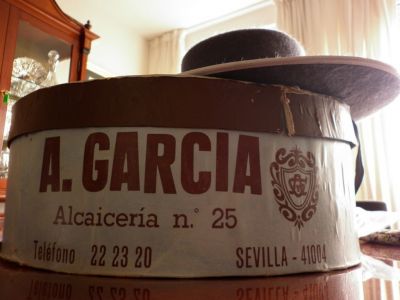 A. GARCIA
Alcaicería n.º 25
Teléfono 22 23 20 SEVILLA - 41004